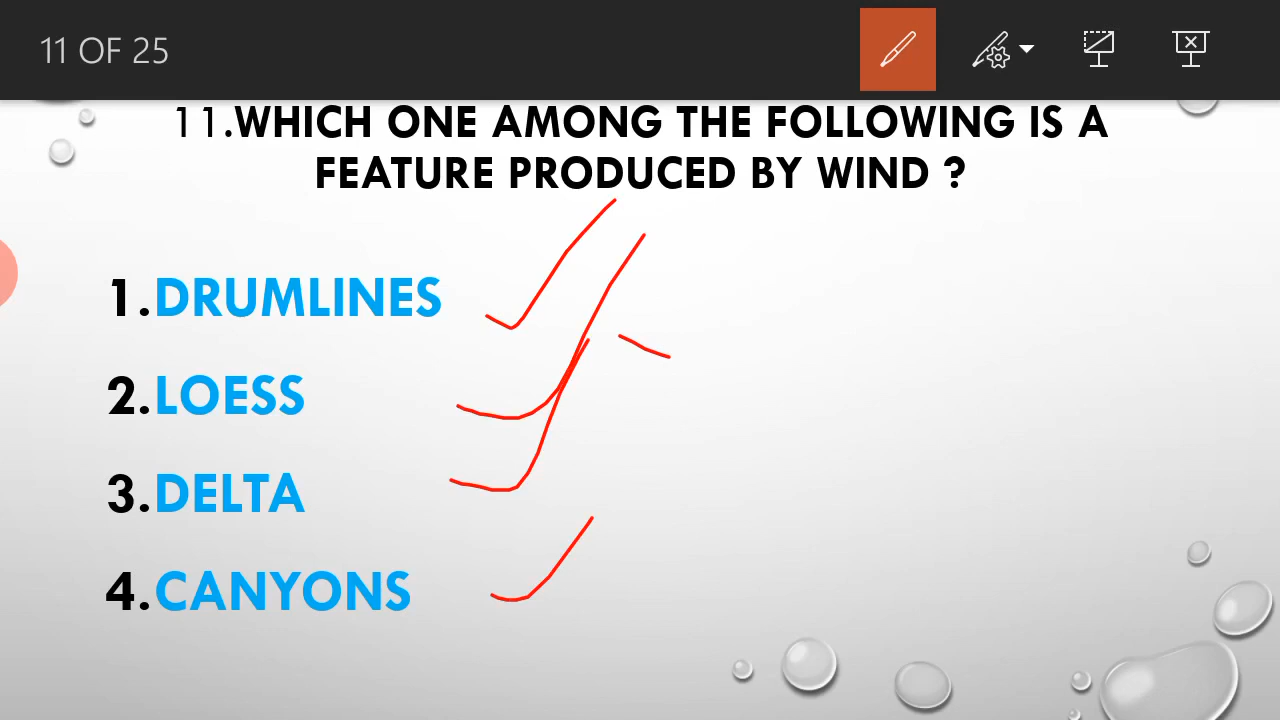 11 OF 25
11.WHICH ONE AMONG THE FOLLOWING IS A
FEATURE PRODUCED BY WIND ?
1.DRUMLINES
2.LOESS
3.DELTA
4.CANYONS